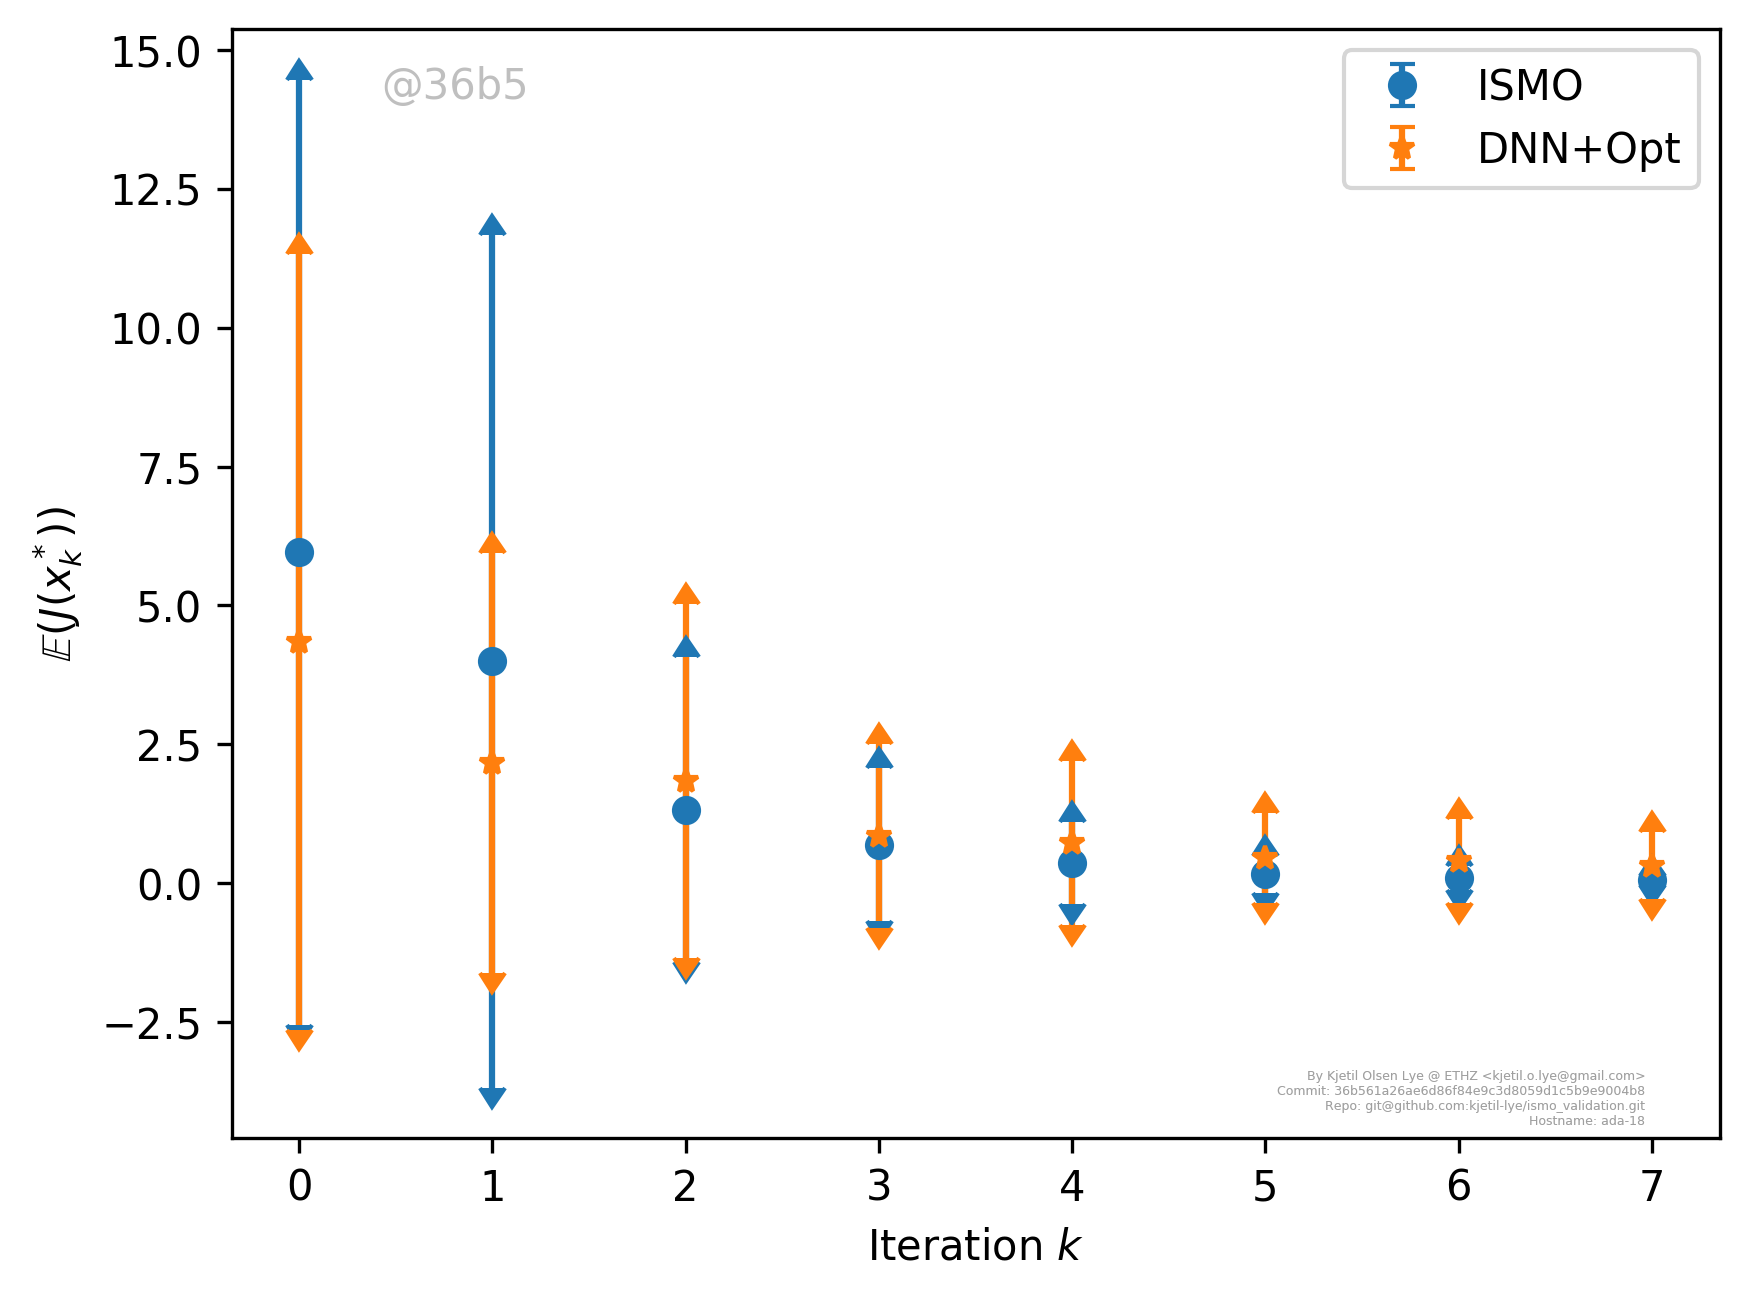 15.0
12.5
10.0
7.5
5.0
2.5
0.0
−2.5
𝔼(J(x*k))
@36b5
ISMO
DNN+Opt
By Kjetil Olsen Lye @ ETHZ <kjetil.o.lye@gmail.com>
Commit: 36b561a26ae6d86f84e9c3d8059d1c5b9e9004b8
Repo: git@github.com:kjetil-lye/ismo_validation.git
Hostname: ada-18
0 1 2 3 4 5 6 7
Iteration k